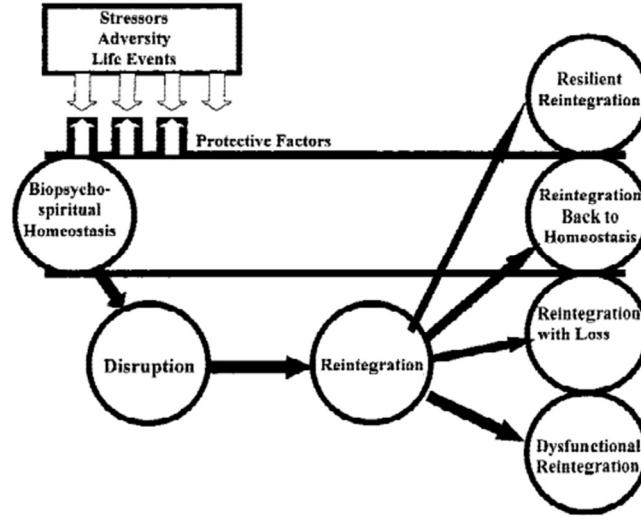 Stressors
Adversity
Life Events
Protective Factors
Biopsycho-
spiritual
Homeostasis
Disruption
Reintegration
Resilient
Reintegration
Reintegration
Back to
Homeostasis
Reintegration
with Loss
Dysfunctional
Reintegration